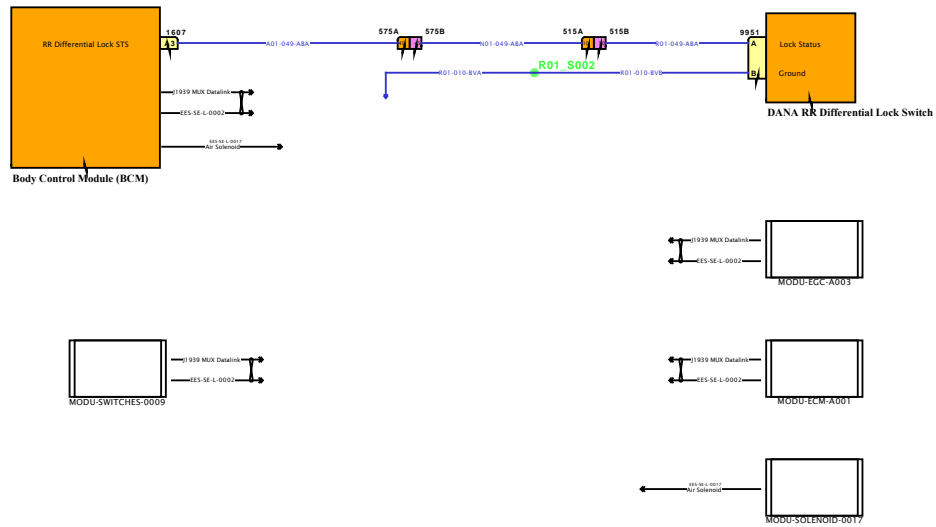 RR Differential Lock STS
1607
A3
A01-049-A8A
575A
575B
N01-049-A8A
515A
515B
R01-049-A8A
9951
A
Lock Status
R01-010-BVA
R01_S002
R01-010-BVB
B
Ground
J1939 MUX Datalink
EES-SE-L-0002
EES-SE-L-0017
Air Solenoid
DANA RR Differential Lock Switch
Body Control Module (BCM)
J1939 MUX Datalink
EES-SE-L-0002
MODU-EGC-A003
J1939 MUX Datalink
EES-SE-L-0002
MODU-SWITCHES-0009
J1939 MUX Datalink
EES-SE-L-0002
MODU-ECM-A001
EES-SE-L-0017
Air Solenoid
MODU-SOLENOID-0017